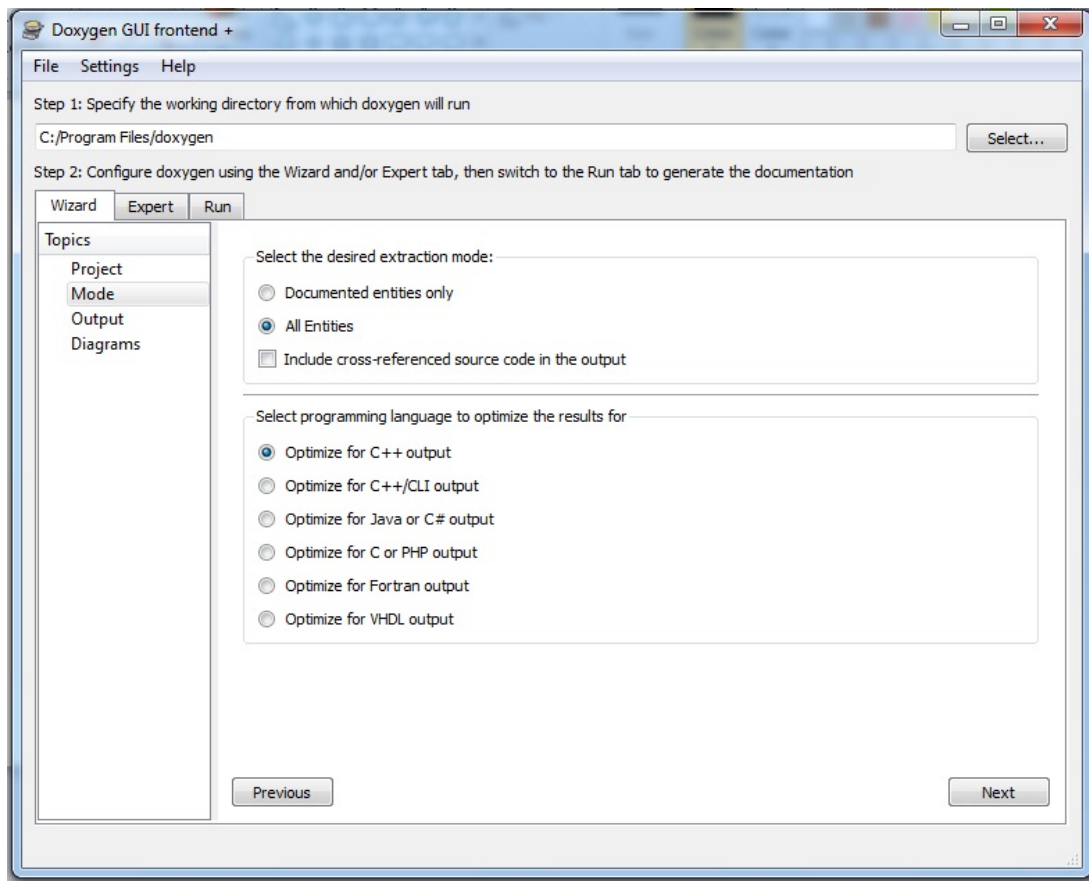 Doxygen GUI frontend +
File Settings Help
Step 1: Specify the working directory from which doxygen will run
C:/Program Files/doxygen
Select...
Step 2: Configure doxygen using the Wizard and/or Expert tab, then switch to the Run tab to generate the documentation
Wizard Expert Run
Topics
Project
Mode
Output
Diagrams
Select the desired extraction mode:
Documented entities only
All Entities
Include cross-referenced source code in the output
Select programming language to optimize the results for
Optimize for C++ output
Optimize for C++/CLI output
Optimize for Java or C# output
Optimize for C or PHP output
Optimize for Fortran output
Optimize for VHDL output
Previous
Next